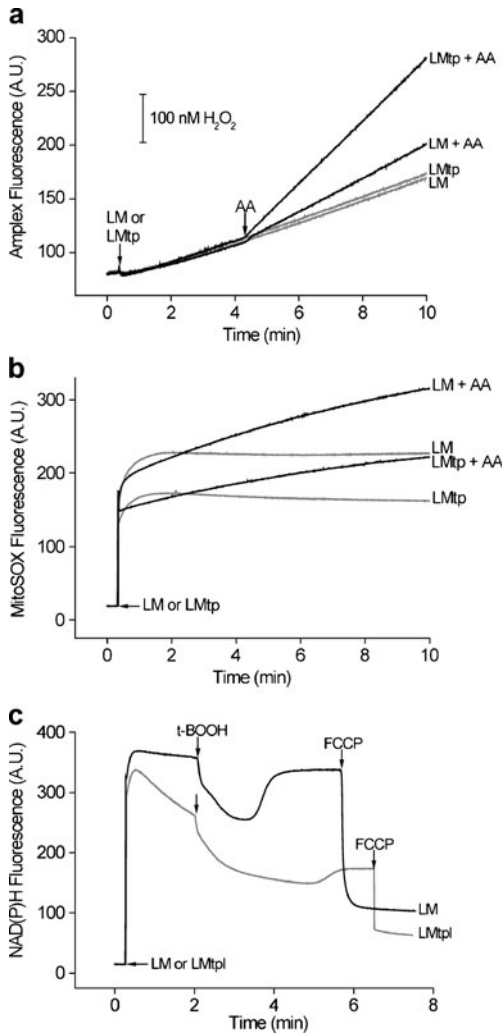 a
Amplex Fluorescence (A.U.)
300
250
200
150
100
100 nM H₂O₂
LM or
LMtp
AA
LMtp + AA
LM + AA
LMtp
LM
0 2 4 6 8 10
Time (min)
b
MitoSOX Fluorescence (A.U.)
300
200
100
0
LM or LMtp
LM + AA
LM
LMtp + AA
LMtp
0 2 4 6 8 10
Time (min)
c
NAD(P)H Fluorescence (A.U.)
400
300
200
100
0
t-BOOH
FCCP
FCCP
LM
LMtpl
LM or LMtpl
0 2 4 6 8
Time (min)